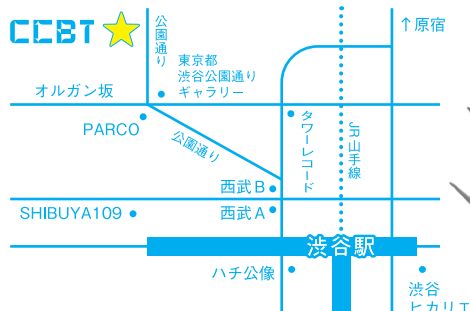 CCBT
公園通り
↑原宿
東京都
渋谷公園通り
ギャラリー
オルガン坂
PARCO
公園通り
タワーレコード
JR山手線
西武B
西武A
SHIBUYA109
渋谷駅
ハチ公像
渋谷
ヒカリエ